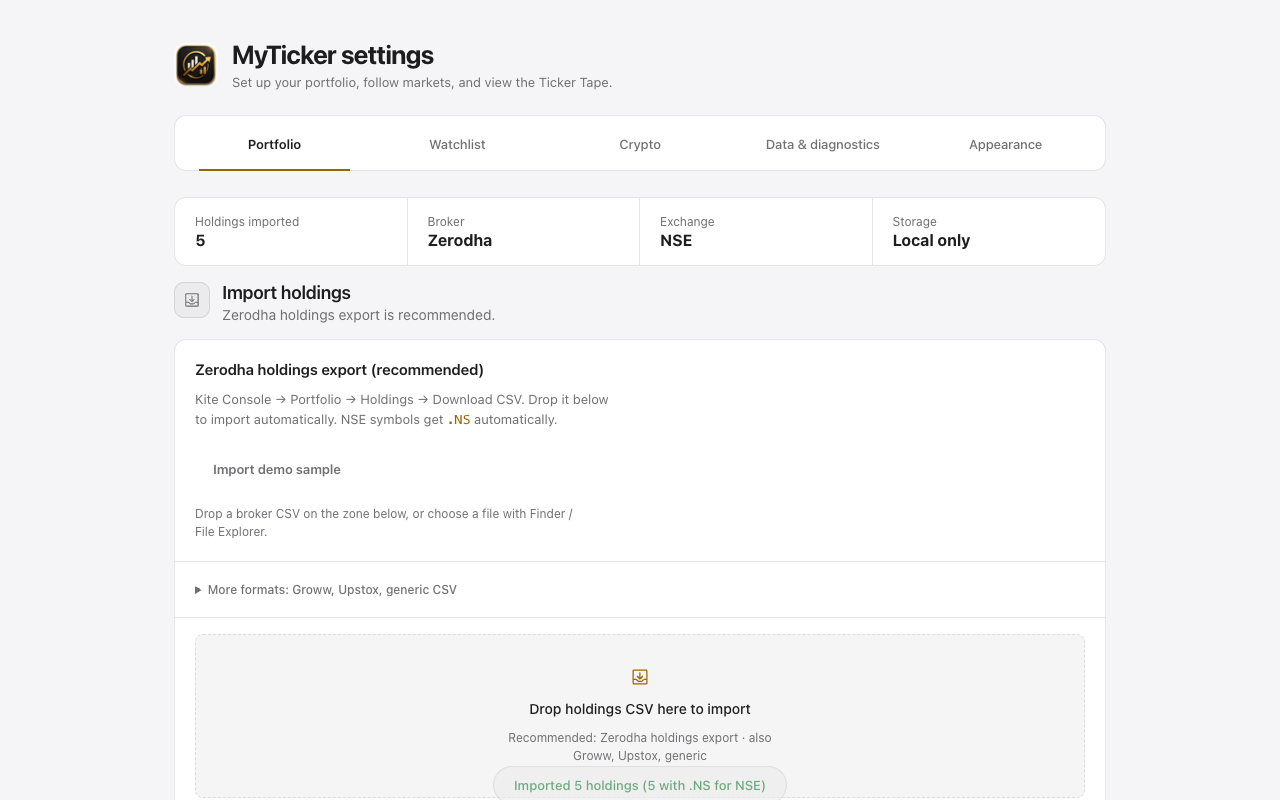 MyTicker settings
Set up your portfolio, follow markets, and view the Ticker Tape.
Portfolio
Watchlist
Crypto
Data & diagnostics
Appearance
Holdings imported
5
Broker
Zerodha
Exchange
NSE
Storage
Local only
Import holdings
Zerodha holdings export is recommended.
Zerodha holdings export (recommended)
Kite Console → Portfolio → Holdings → Download CSV. Drop it below
to import automatically. NSE symbols get .NS automatically.
Import demo sample
Drop a broker CSV on the zone below, or choose a file with Finder /
File Explorer.
More formats: Groww, Upstox, generic CSV
Drop holdings CSV here to import
Recommended: Zerodha holdings export · also
Groww, Upstox, generic
Imported 5 holdings (5 with .NS for NSE)